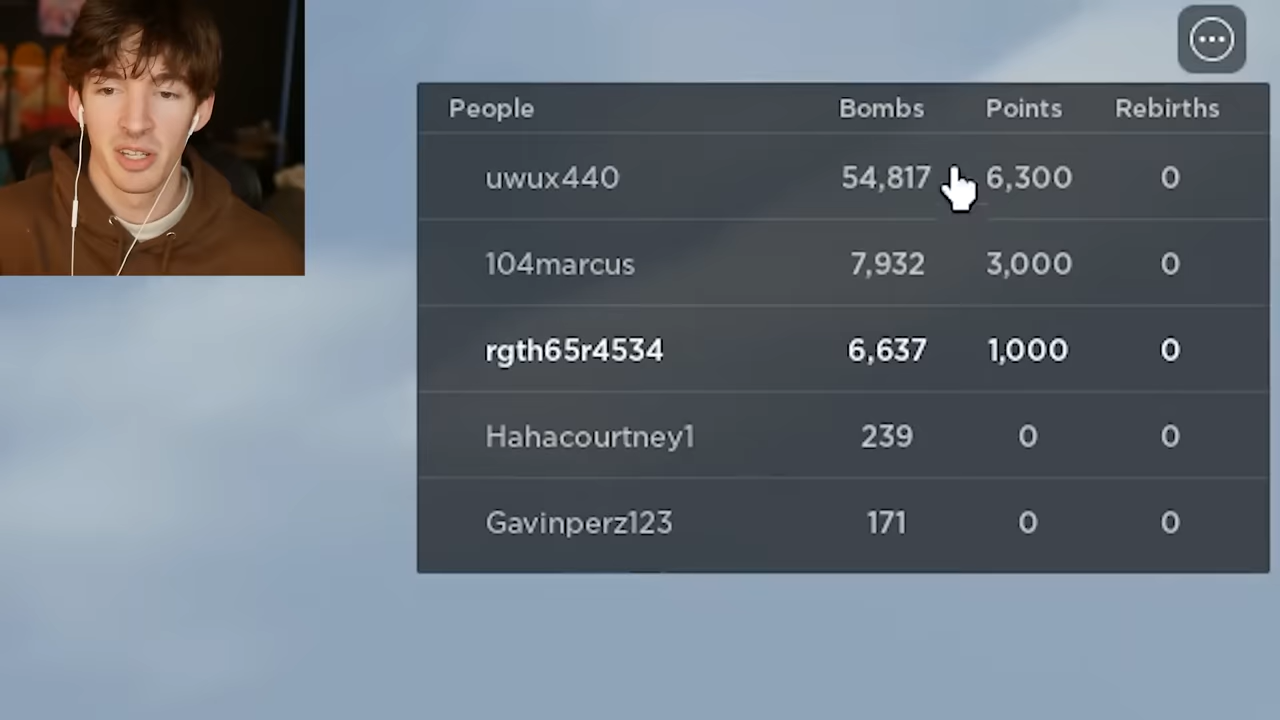 People Bombs Points Rebirths
uwux440 54,817 6,300 0
104marcus 7,932 3,000 0
rgth65r4534 6,637 1,000 0
Hahacourtney1 239 0 0
Gavinperz123 171 0 0